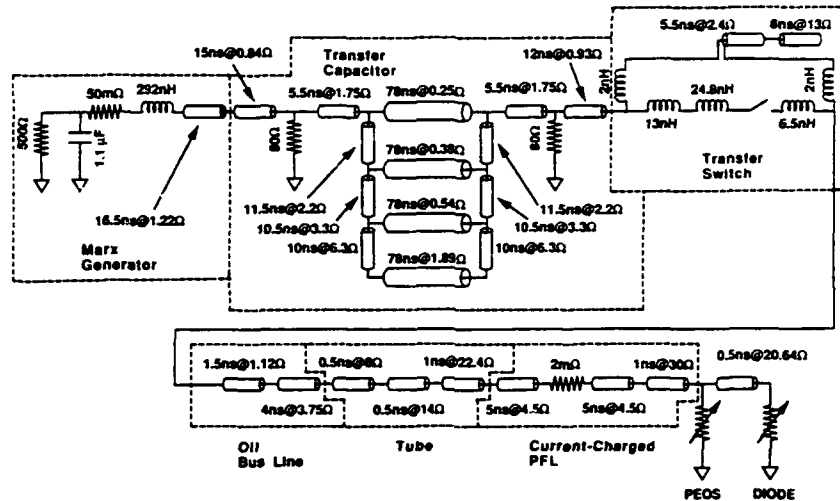 5.5ns@2.4Ω
8ns@13Ω
15ns@0.84Ω
Transfer
Capacitor
12ns@0.93Ω
50mΩ
292nH
5.5ns@1.75Ω
78ns@0.25Ω
5.5ns@1.75Ω
2nH
24.8nH
2nH
500Ω
1.1 µF
80Ω
78ns@0.38Ω
80Ω
13nH
6.5nH
Transfer
Switch
11.5ns@2.2Ω
11.5ns@2.2Ω
16.5ns@1.22Ω
10.5ns@3.3Ω
78ns@0.54Ω
10.5ns@3.3Ω
10ns@6.3Ω
10ns@6.3Ω
Marx
Generator
78ns@1.89Ω
1.5ns@1.12Ω
0.5ns@6Ω
1ns@22.4Ω
2mΩ
1ns@30Ω
0.5ns@20.64Ω
4ns@3.75Ω
0.5ns@14Ω
5ns@4.5Ω
5ns@4.5Ω
Oil
Bus Line
Tube
Current-Charged
PFL
PEOS
DIODE